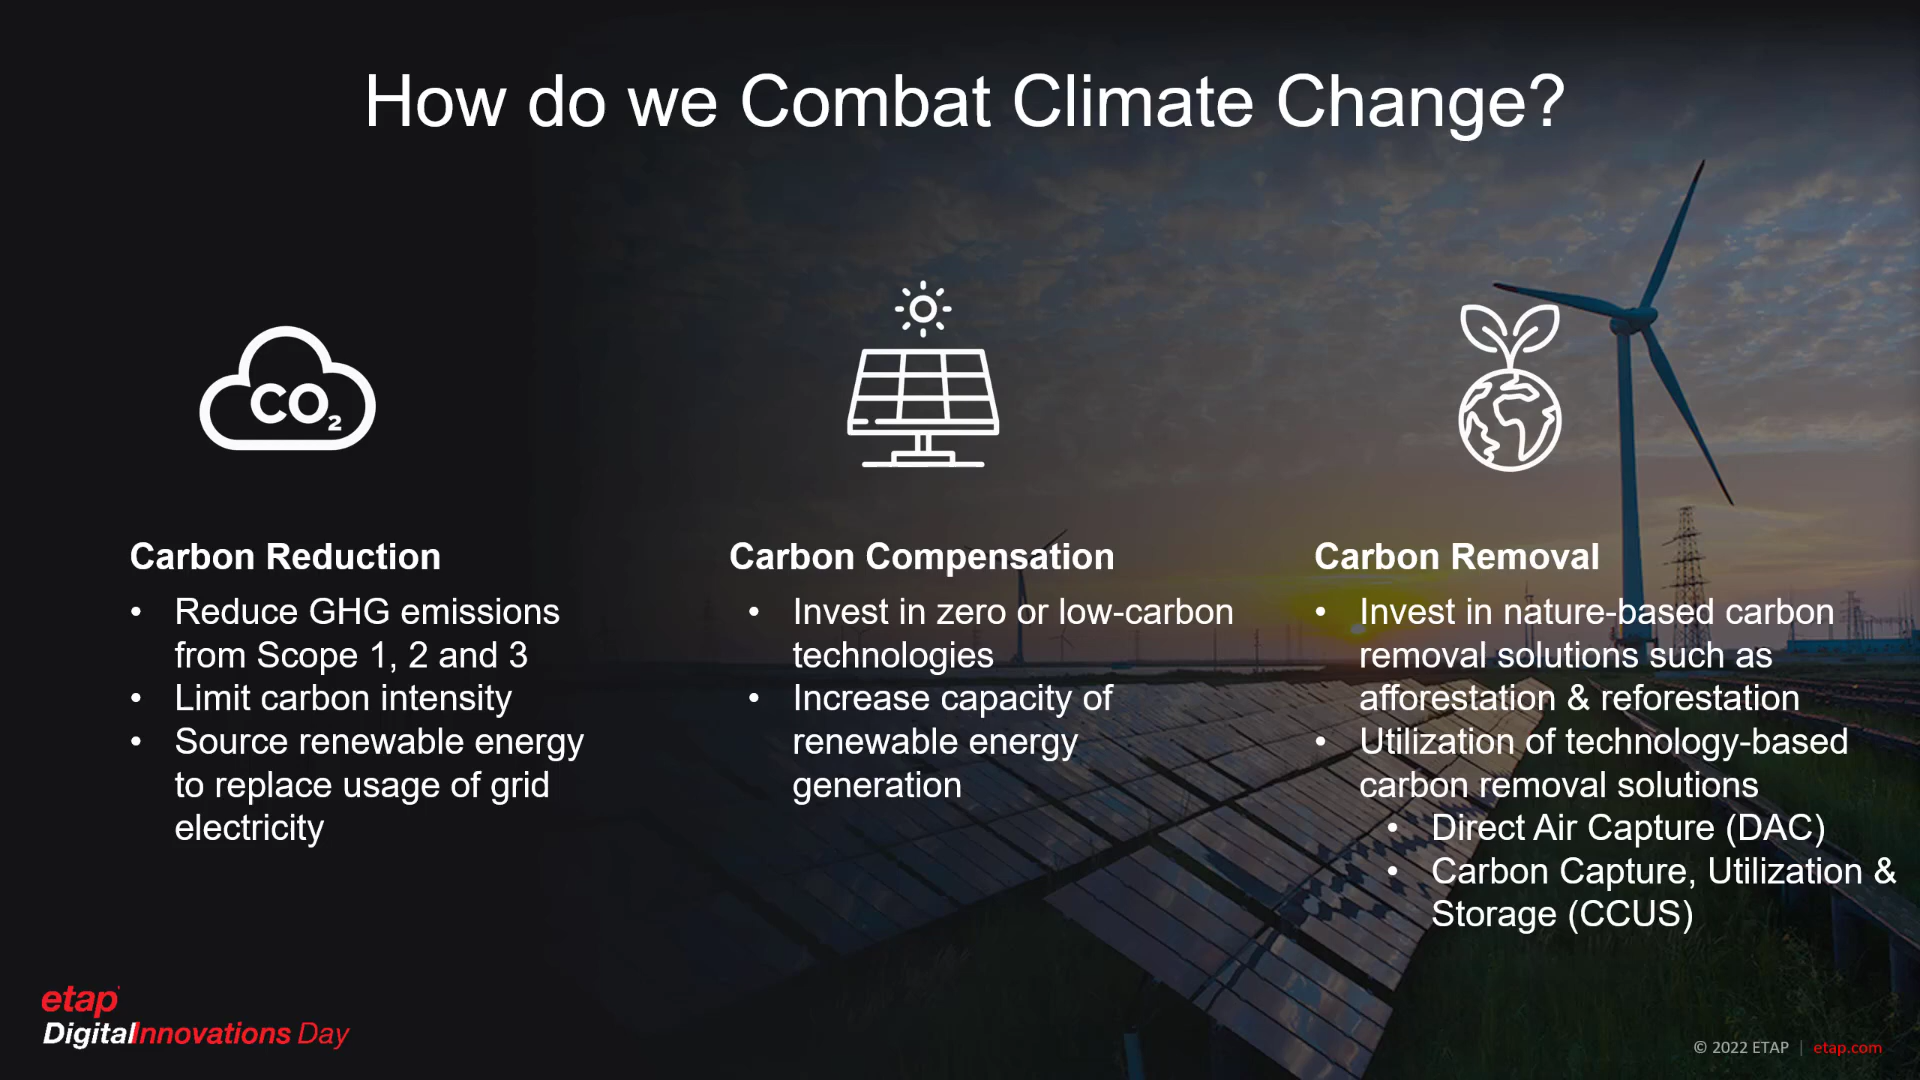 How do we Combat Climate Change?
CO₂
Carbon Reduction
• Reduce GHG emissions
from Scope 1, 2 and 3
• Limit carbon intensity
• Source renewable energy
to replace usage of grid
electricity
Carbon Compensation
• Invest in zero or low-carbon
technologies
• Increase capacity of
renewable energy
generation
Carbon Removal
• Invest in nature-based carbon
removal solutions such as
afforestation & reforestation
• Utilization of technology-based
carbon removal solutions
• Direct Air Capture (DAC)
• Carbon Capture, Utilization &
Storage (CCUS)
etap
DigitalInnovations Day
© 2022 ETAP | etap.com